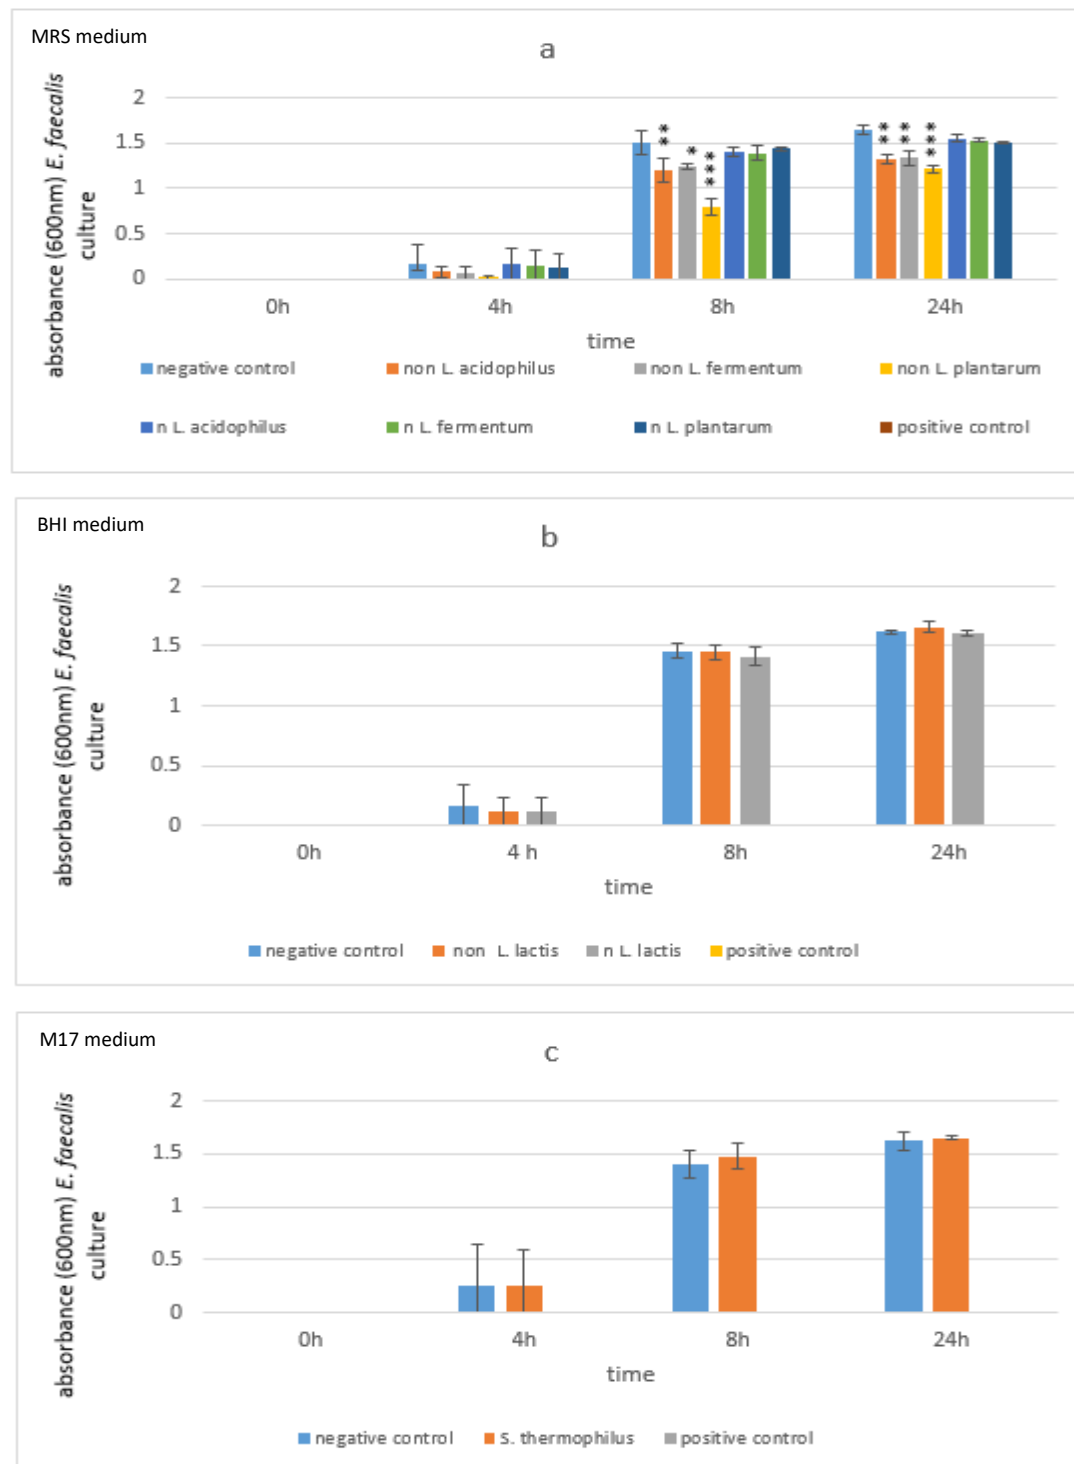 MRS medium
a
absorbance (600nm) E. faecalis
culture
2
1.5
1
0.5
0
**
*
***
**
**
***
0h
4h
8h
24h
time
negative control
non L. acidophilus
non L. fermentum
non L. plantarum
n L. acidophilus
n L. fermentum
n L. plantarum
positive control
BHI medium
b
absorbance (600nm) E. faecalis
culture
2
1.5
1
0.5
0
0h
4 h
8h
24h
time
negative control
non L. lactis
n L. lactis
positive control
M17 medium
c
absorbance (600nm) E. faecalis
culture
2
1.5
1
0.5
0
0h
4h
8h
24h
time
negative control
S. thermophilus
positive control